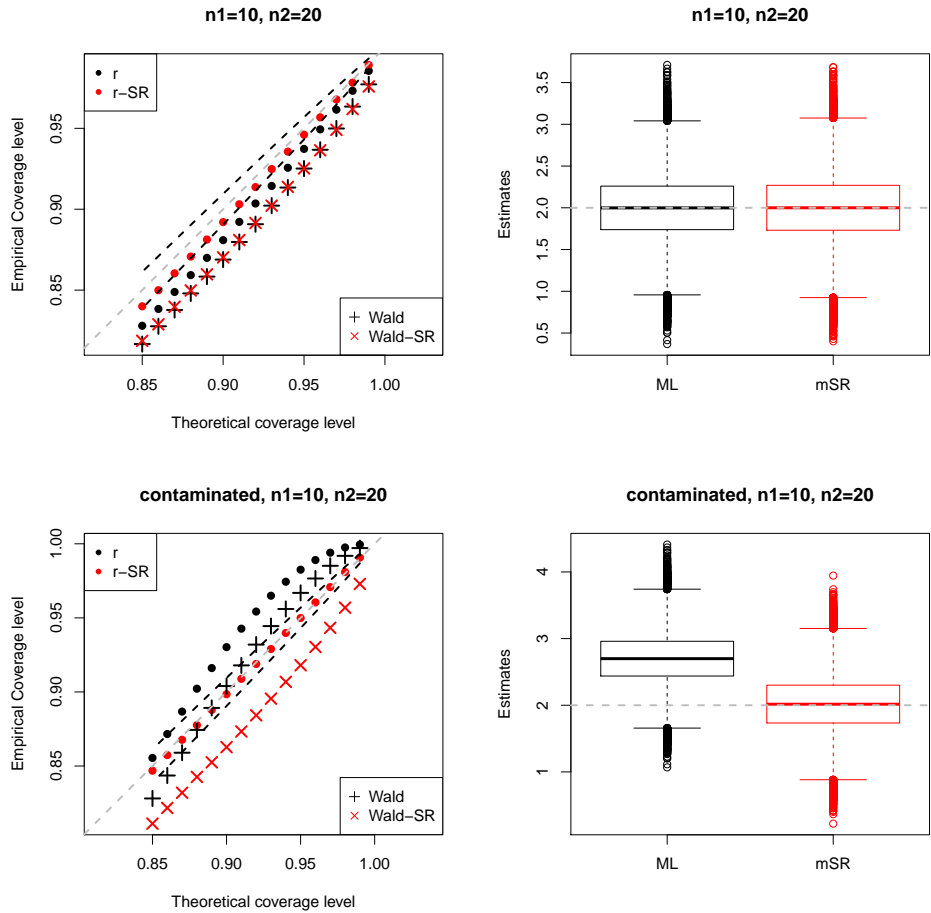 n1=10, n2=20
r
r−SR
Wald
Wald−SR
Empirical Coverage level
0.85
0.90
0.95
0.85
0.90
0.95
1.00
Theoretical coverage level
n1=10, n2=20
Estimates
0.5
1.0
1.5
2.0
2.5
3.0
3.5
ML
mSR
contaminated, n1=10, n2=20
r
r−SR
Wald
Wald−SR
Empirical Coverage level
0.85
0.90
0.95
1.00
0.85
0.90
0.95
1.00
Theoretical coverage level
contaminated, n1=10, n2=20
Estimates
1
2
3
4
ML
mSR